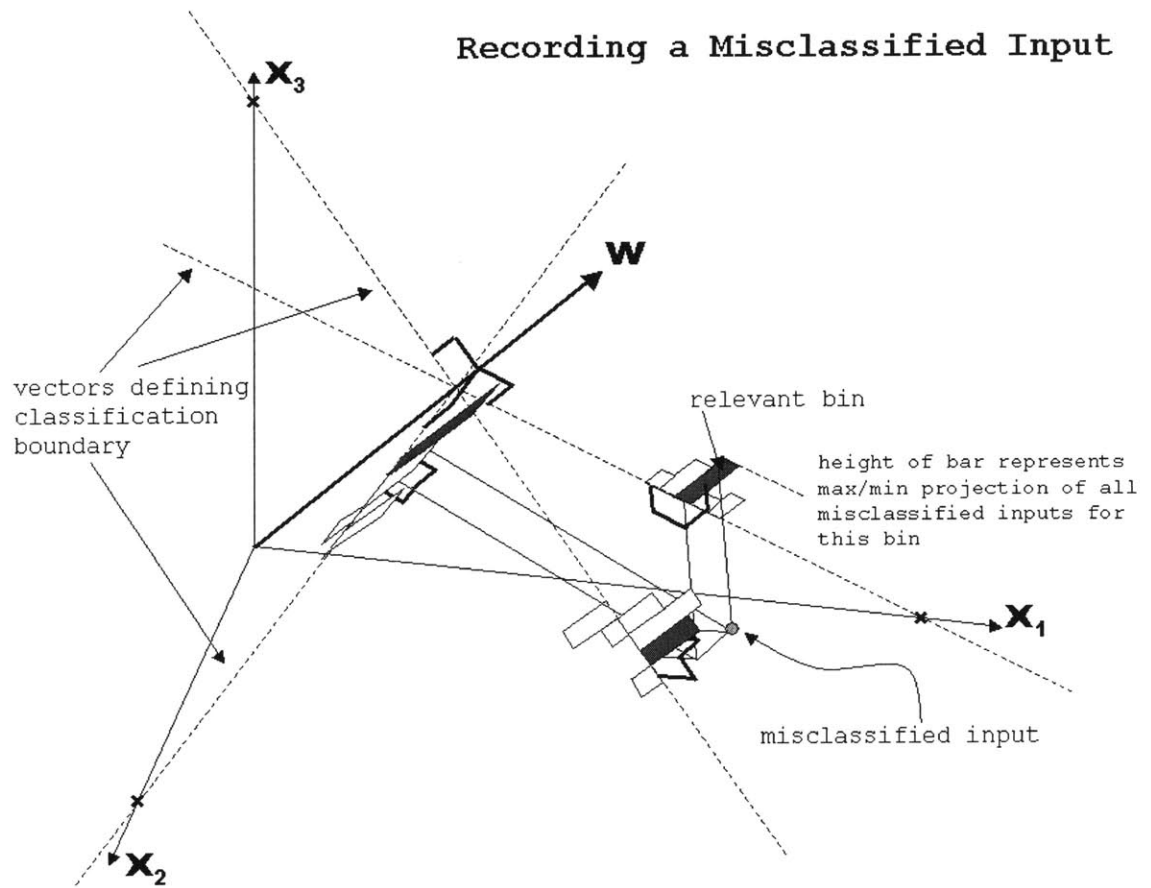 Recording a Misclassified Input
X3
W
vectors defining
classification
boundary
relevant bin
height of bar represents
max/min projection of all
misclassified inputs for
this bin
X1
misclassified input
X2